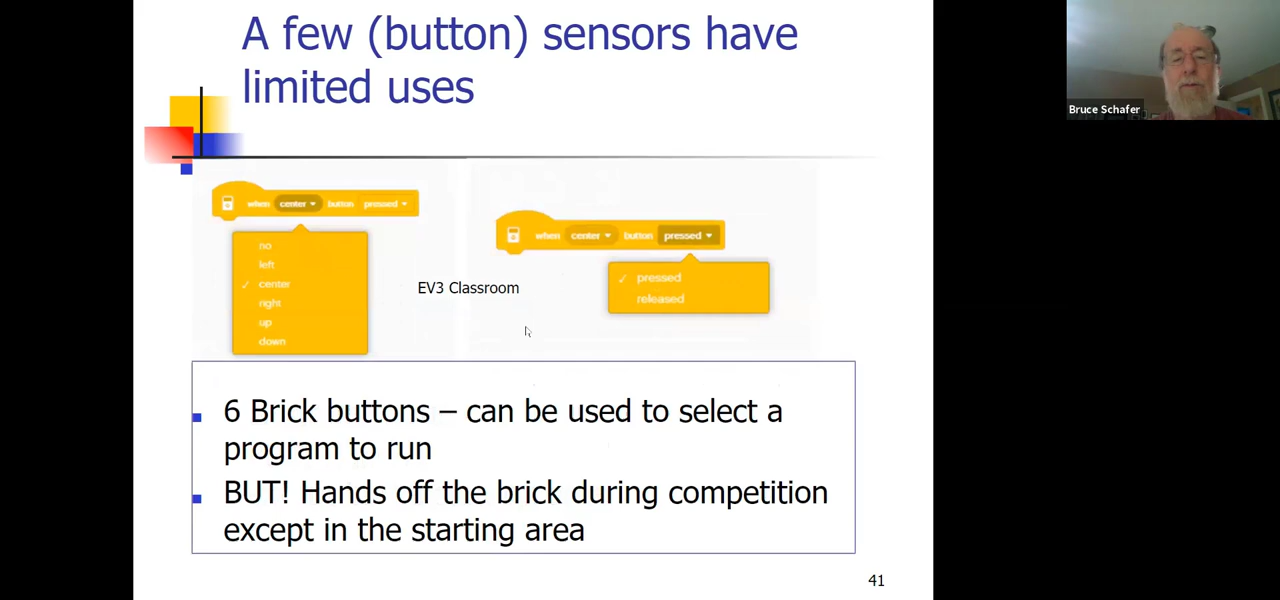 A few (button) sensors have
limited uses
Bruce Schafer
when center button pressed
no
left
center
right
up
down
EV3 Classroom
when center button pressed
pressed
released
6 Brick buttons – can be used to select a
program to run
BUT! Hands off the brick during competition
except in the starting area
41